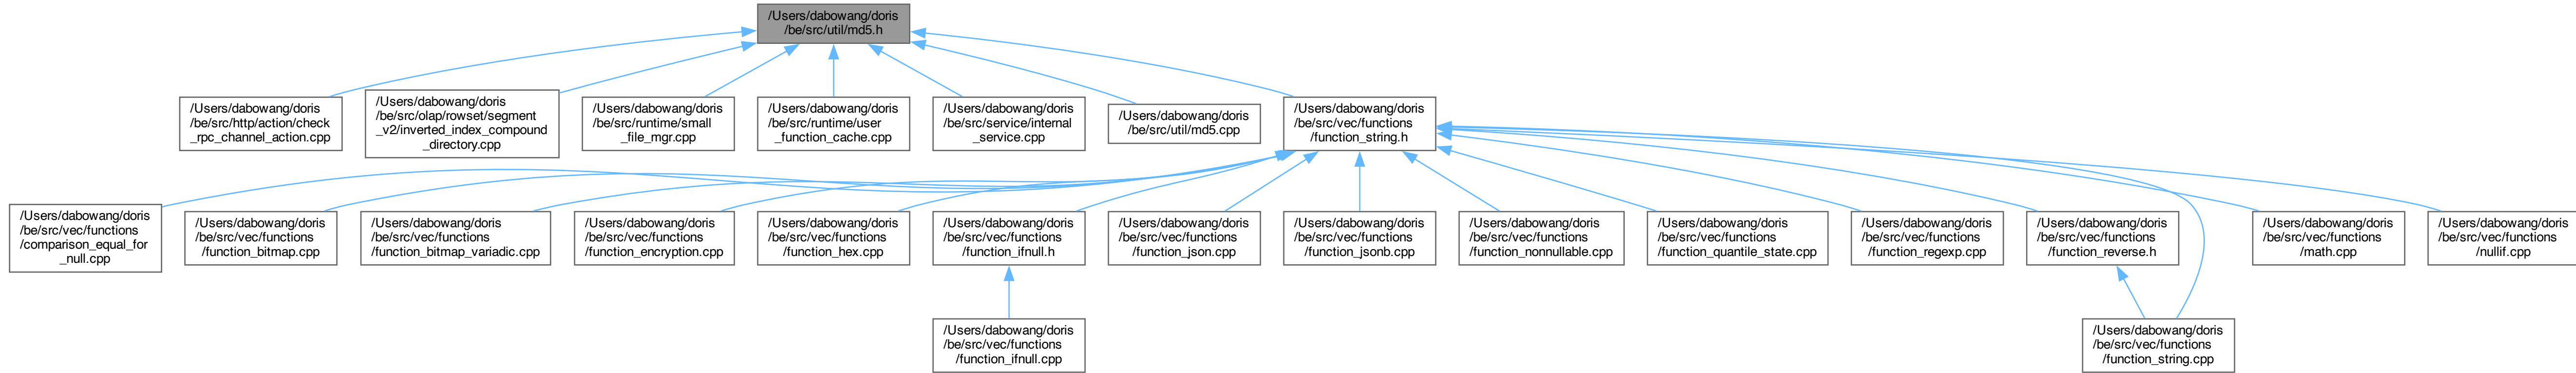 /Users/dabowang/doris
/be/src/util/md5.h
/Users/dabowang/doris
/be/src/http/action/check
_rpc_channel_action.cpp
/Users/dabowang/doris
/be/src/olap/rowset/segment
_v2/inverted_index_compound
_directory.cpp
/Users/dabowang/doris
/be/src/runtime/small
_file_mgr.cpp
/Users/dabowang/doris
/be/src/runtime/user
_function_cache.cpp
/Users/dabowang/doris
/be/src/service/internal
_service.cpp
/Users/dabowang/doris
/be/src/util/md5.cpp
/Users/dabowang/doris
/be/src/vec/functions
/function_string.h
/Users/dabowang/doris
/be/src/vec/functions
/comparison_equal_for
_null.cpp
/Users/dabowang/doris
/be/src/vec/functions
/function_bitmap.cpp
/Users/dabowang/doris
/be/src/vec/functions
/function_bitmap_variadic.cpp
/Users/dabowang/doris
/be/src/vec/functions
/function_encryption.cpp
/Users/dabowang/doris
/be/src/vec/functions
/function_hex.cpp
/Users/dabowang/doris
/be/src/vec/functions
/function_ifnull.h
/Users/dabowang/doris
/be/src/vec/functions
/function_json.cpp
/Users/dabowang/doris
/be/src/vec/functions
/function_jsonb.cpp
/Users/dabowang/doris
/be/src/vec/functions
/function_nonnullable.cpp
/Users/dabowang/doris
/be/src/vec/functions
/function_quantile_state.cpp
/Users/dabowang/doris
/be/src/vec/functions
/function_regexp.cpp
/Users/dabowang/doris
/be/src/vec/functions
/function_reverse.h
/Users/dabowang/doris
/be/src/vec/functions
/math.cpp
/Users/dabowang/doris
/be/src/vec/functions
/nullif.cpp
/Users/dabowang/doris
/be/src/vec/functions
/function_ifnull.cpp
/Users/dabowang/doris
/be/src/vec/functions
/function_string.cpp